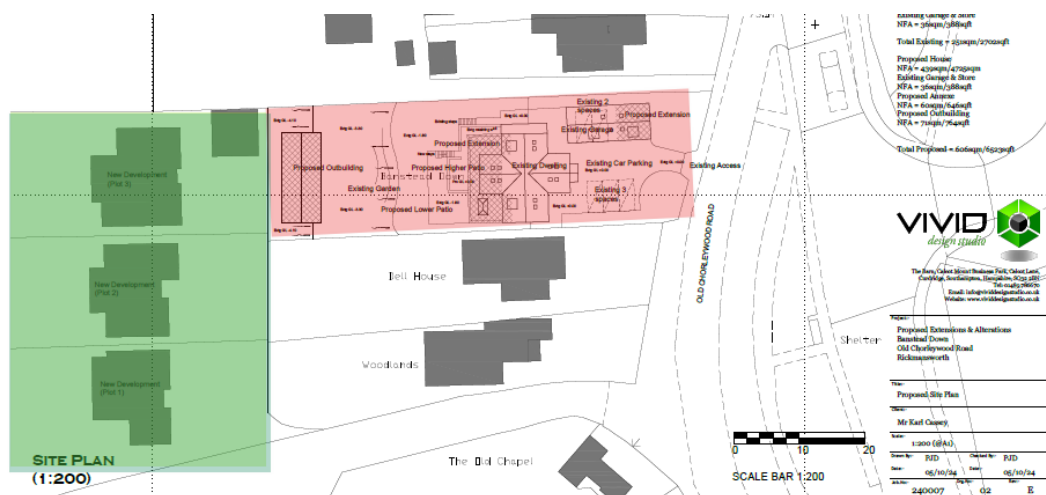 Existing Garage & Store
NFA = 36sqm/388sqft
Total Existing = 251sqm/2702sqft
Proposed House
NFA = 439sqm/4725sqm
Existing Garage & Store
NFA = 36sqm/388sqft
Proposed Annexe
NFA = 60sqm/646sqft
Proposed Outbuilding
NFA = 71sqm/764sqft
Total Proposed = 606sqm/6523sqft
Existing 2
spaces
Proposed Extension
Existing Garage
Proposed Extension
Proposed Outbuilding
Proposed Higher Patio
Existing Dwelling
Existing Car Parking
Existing Access
Banstead Down
Existing Garden
Existing 3
spaces
Proposed Lower Patio
New Development
(Plot 3)
New Development
(Plot 2)
New Development
(Plot 1)
Dell House
Woodlands
The Old Chapel
OLD CHORLEYWOOD ROAD
Shelter
VIVID
design studio
Email: info@vividdesignstudio.co.uk
Website: www.vividdesignstudio.co.uk
Project:-
Proposed Extensions & Alterations
Banstead Down
Old Chorleywood Road
Rickmansworth
Title:-
Proposed Site Plan
Client:-
Mr Karl Cassey
Scale:-
1:200 (@A1)
Drawn By:- PJD Checked By:- PJD
Date:- 05/10/24 Date:- 05/10/24
240007 02 E
0 10 20
SCALE BAR 1:200
SITE PLAN
(1:200)